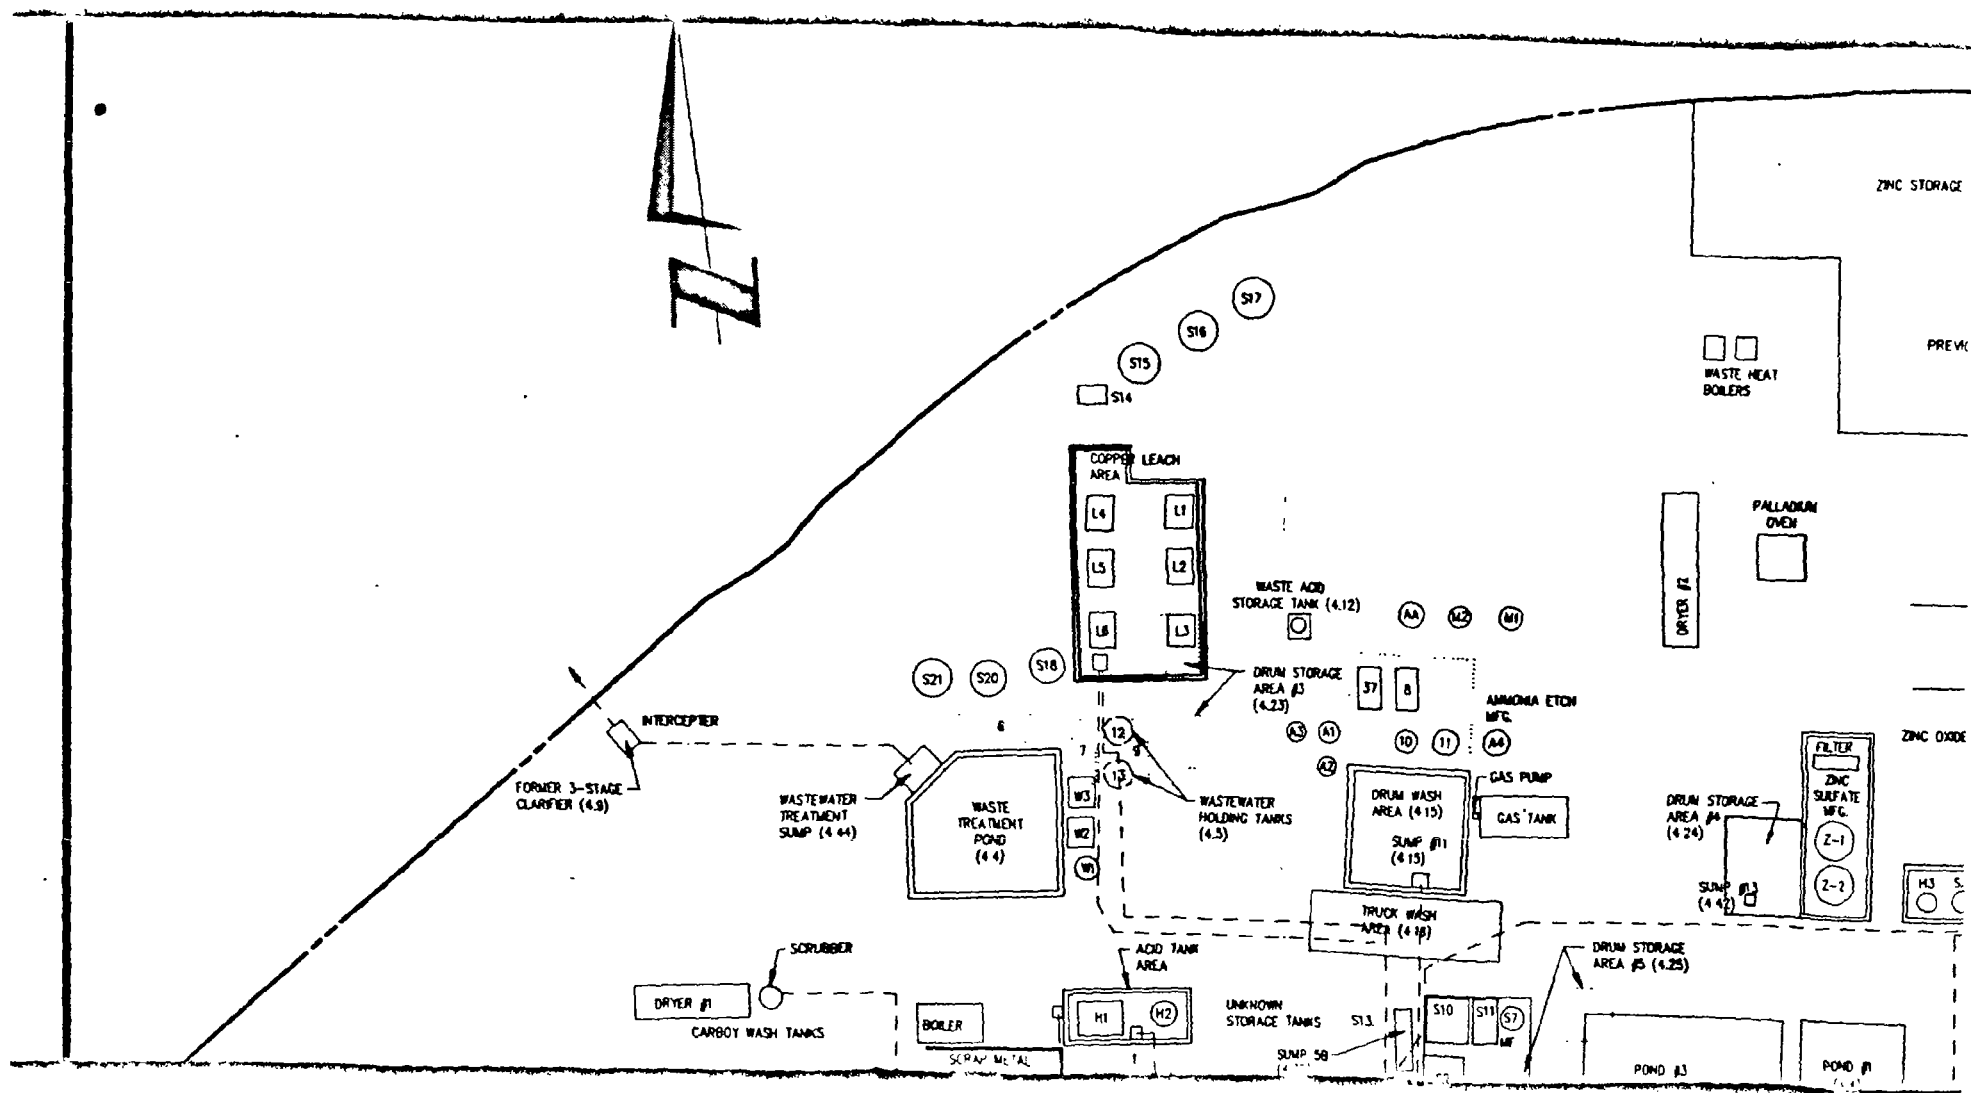 N
ZINC STORAGE
S17
S16
S15
S14
PREVIO
WASTE HEAT
BOILERS
COPPER LEACH
AREA
L4
L1
L5
L2
L6
L3
PALLADIUM
OVEN
DRYER #2
WASTE ACID
STORAGE TANK (4.12)
AA
M2
M1
S21
S20
S18
DRUM STORAGE
AREA #3
(4.23)
37
8
AMMONIA ETCH
MFG.
INTERCEPTER
6
7
12
9
13
A3
A1
10
11
A4
A2
ZINC OXIDE
FORMER 3-STAGE
CLARIFIER (4.9)
WASTEWATER
TREATMENT
SUMP (4.44)
WASTE
TREATMENT
POND
(4.4)
W3
W2
W1
WASTEWATER
HOLDING TANKS
(4.5)
DRUM WASH
AREA (4.15)
SUMP #11
(4.15)
GAS PUMP
GAS TANK
DRUM STORAGE
AREA #4
(4.24)
SUMP #13
(4.42)
FILTER
ZINC
SULFATE
MFG.
Z-1
Z-2
H3
TRUCK WASH
AREA (4.16)
SCRUBBER
DRYER #1
CARBOY WASH TANKS
BOILER
SCRAP METAL
ACID TANK
AREA
H1
H2
UNKNOWN
STORAGE TANKS
S13
SUMP 5B
S10
S11
S7
DRUM STORAGE
AREA #5 (4.25)
POND #3
POND #1